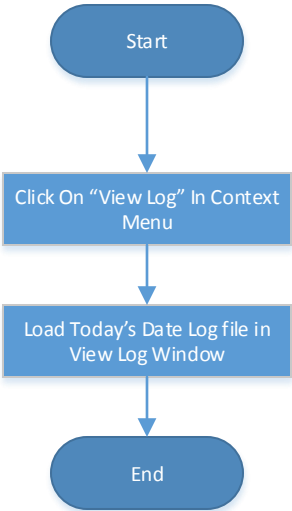 Start
Click On “View Log” In Context
Menu
Load Today’s Date Log file in
View Log Window
End